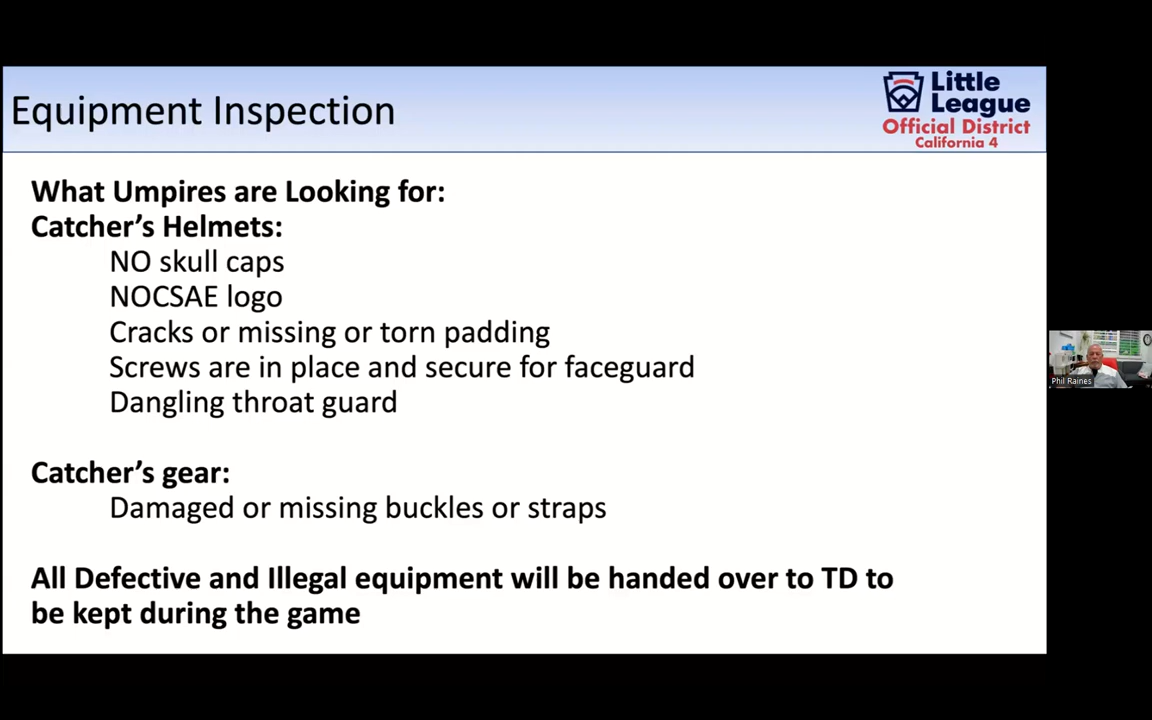 Equipment Inspection
Little
League
Official District
California 4
What Umpires are Looking for:
Catcher’s Helmets:
NO skull caps
NOCSAE logo
Cracks or missing or torn padding
Screws are in place and secure for faceguard
Dangling throat guard
Catcher’s gear:
Damaged or missing buckles or straps
All Defective and Illegal equipment will be handed over to TD to
be kept during the game
Phil Raines